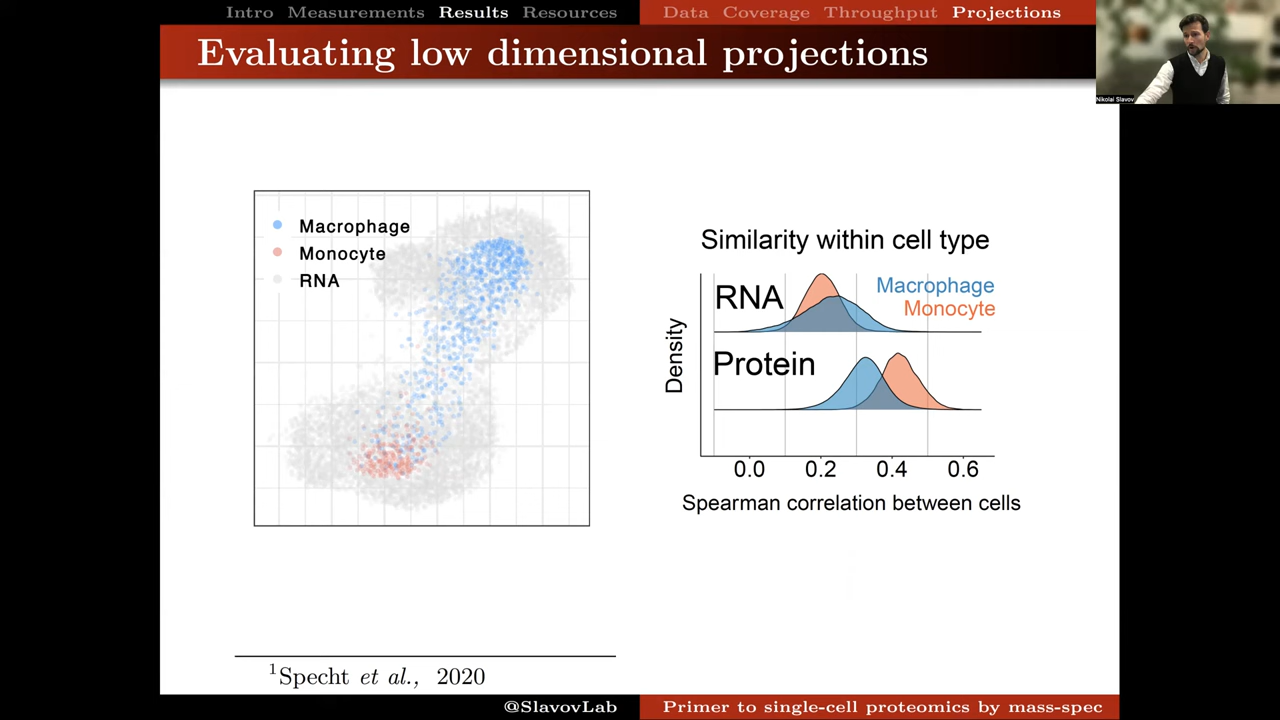 Intro Measurements Results Resources
Data Coverage Throughput Projections
Evaluating low dimensional projections
Nikolai Slavov
Macrophage
Monocyte
RNA
Similarity within cell type
RNA
Macrophage
Monocyte
Protein
Density
0.0 0.2 0.4 0.6
Spearman correlation between cells
1Specht et al., 2020
@SlavovLab
Primer to single-cell proteomics by mass-spec